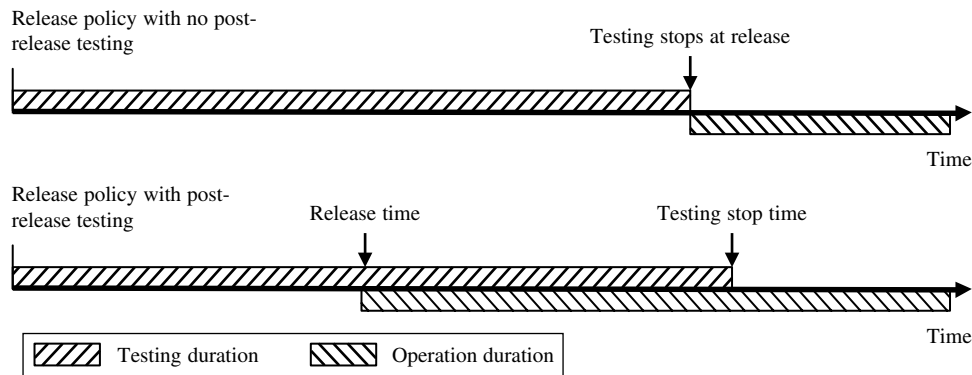 Release policy with no post-
release testing
Testing stops at release
Time
Release policy with post-
release testing
Release time
Testing stop time
Time
Testing duration
Operation duration